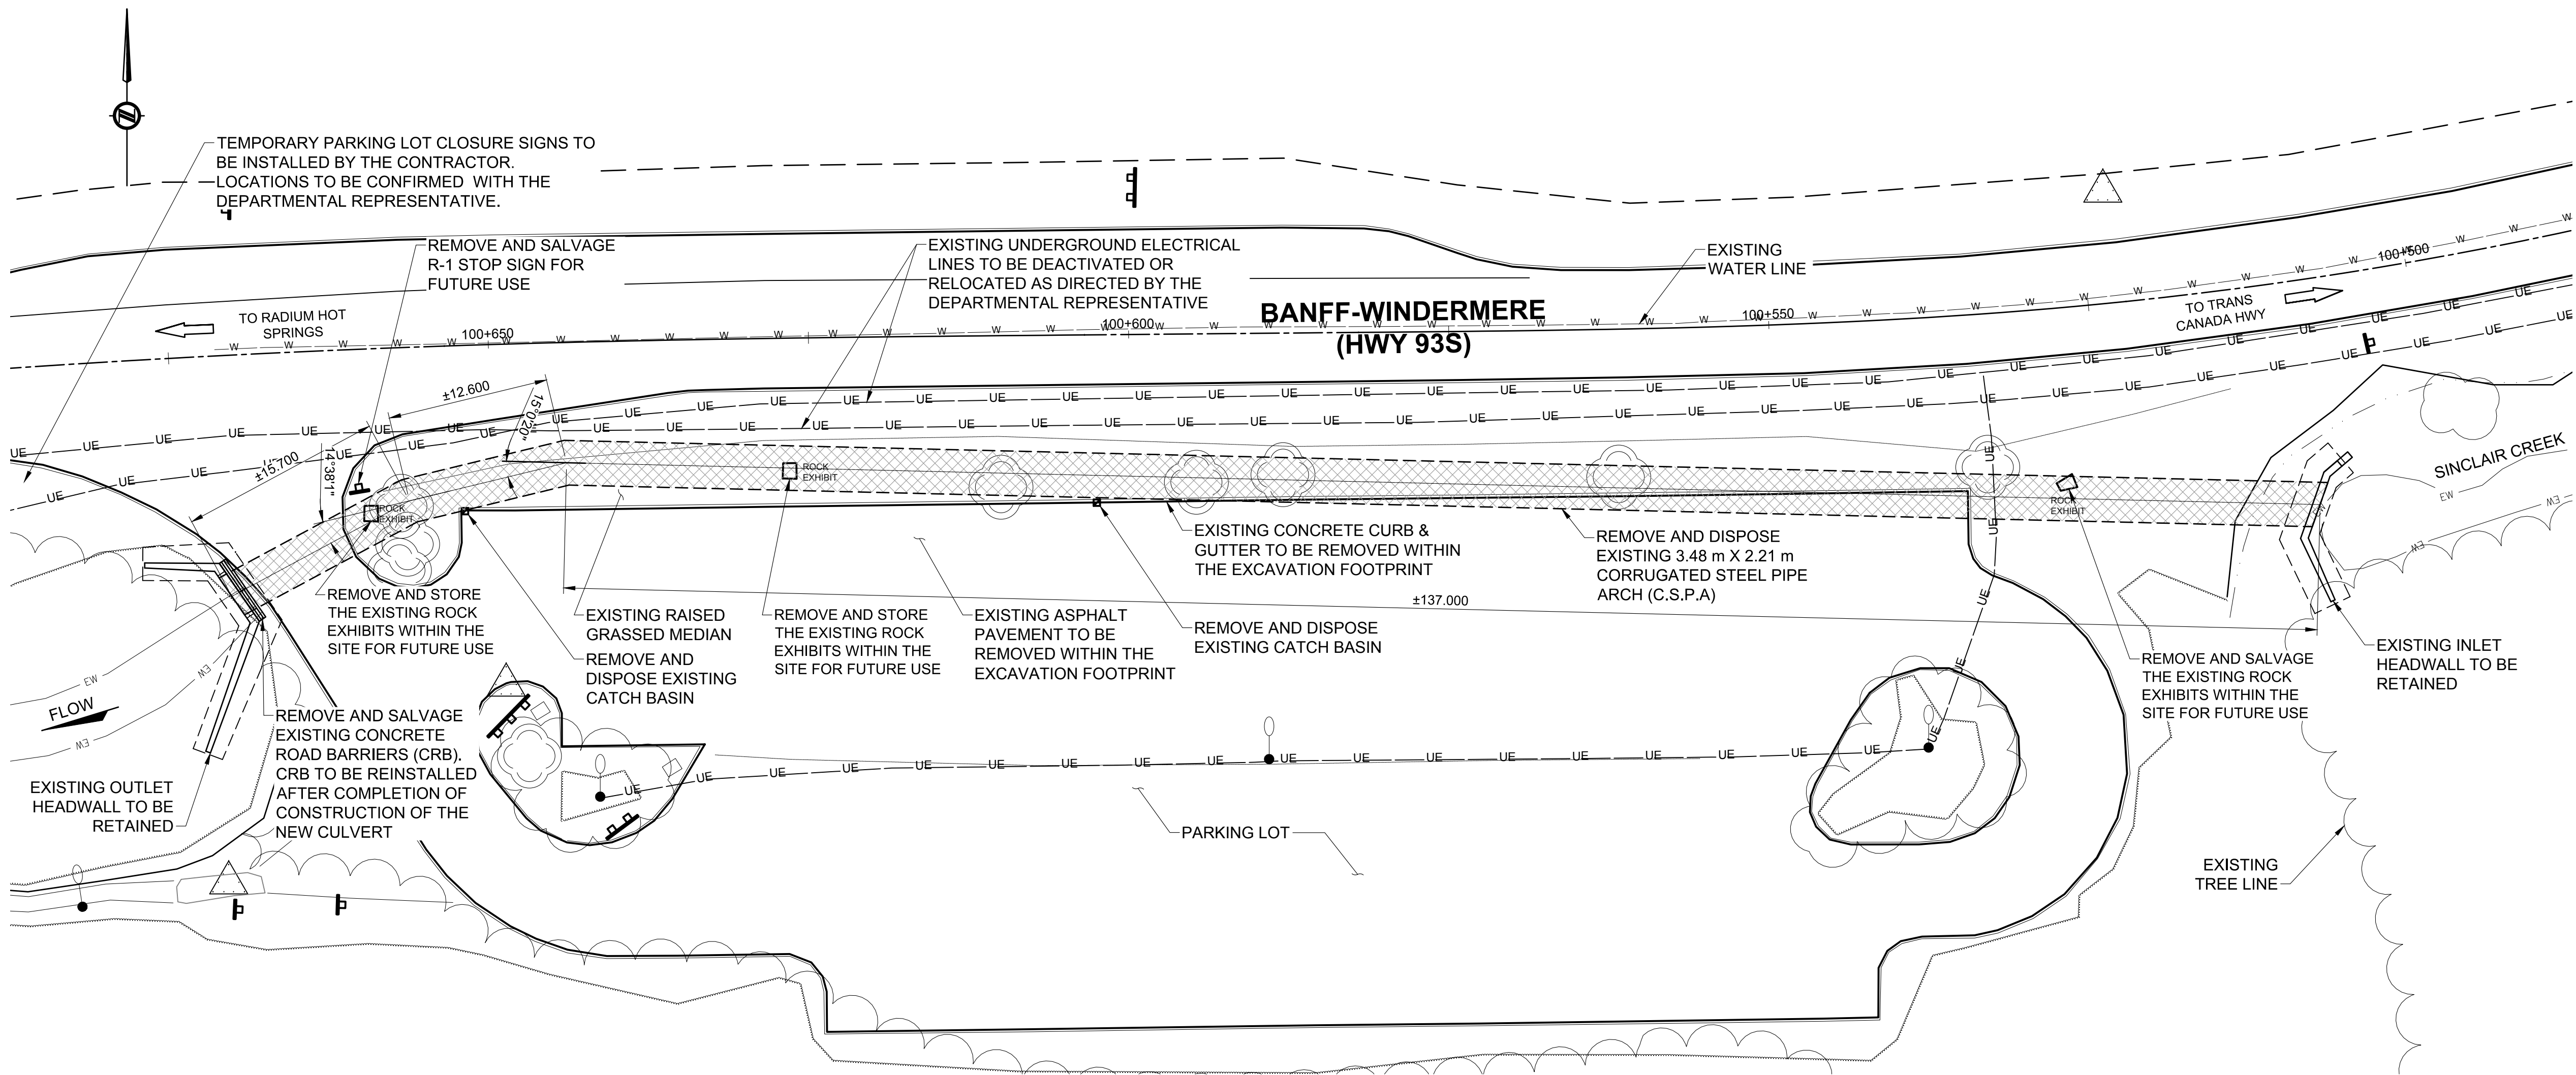 N
TEMPORARY PARKING LOT CLOSURE SIGNS TO
BE INSTALLED BY THE CONTRACTOR.
LOCATIONS TO BE CONFIRMED WITH THE
DEPARTMENTAL REPRESENTATIVE.
REMOVE AND SALVAGE
R-1 STOP SIGN FOR
FUTURE USE
EXISTING UNDERGROUND ELECTRICAL
LINES TO BE DEACTIVATED OR
RELOCATED AS DIRECTED BY THE
DEPARTMENTAL REPRESENTATIVE
EXISTING
WATER LINE
100+500
TO RADIUM HOT
SPRINGS
100+650
100+600
BANFF-WINDERMERE
(HWY 93S)
100+550
TO TRANS
CANADA HWY
W
UE
±12.600
15°0'20"
±15.700
14°38'1"
ROCK
EXHIBIT
ROCK
EXHIBIT
ROCK
EXHIBIT
SINCLAIR CREEK
EW
EW
EXISTING CONCRETE CURB &
GUTTER TO BE REMOVED WITHIN
THE EXCAVATION FOOTPRINT
REMOVE AND DISPOSE
EXISTING 3.48 m X 2.21 m
CORRUGATED STEEL PIPE
ARCH (C.S.P.A)
±137.000
REMOVE AND STORE
THE EXISTING ROCK
EXHIBITS WITHIN THE
SITE FOR FUTURE USE
EXISTING RAISED
GRASSED MEDIAN
REMOVE AND
DISPOSE EXISTING
CATCH BASIN
REMOVE AND STORE
THE EXISTING ROCK
EXHIBITS WITHIN THE
SITE FOR FUTURE USE
EXISTING ASPHALT
PAVEMENT TO BE
REMOVED WITHIN THE
EXCAVATION FOOTPRINT
REMOVE AND DISPOSE
EXISTING CATCH BASIN
REMOVE AND SALVAGE
THE EXISTING ROCK
EXHIBITS WITHIN THE
SITE FOR FUTURE USE
EXISTING INLET
HEADWALL TO BE
RETAINED
EW
EW
FLOW
EW
REMOVE AND SALVAGE
EXISTING CONCRETE
ROAD BARRIERS (CRB).
CRB TO BE REINSTALLED
AFTER COMPLETION OF
CONSTRUCTION OF THE
NEW CULVERT
EXISTING OUTLET
HEADWALL TO BE
RETAINED
PARKING LOT
EXISTING
TREE LINE